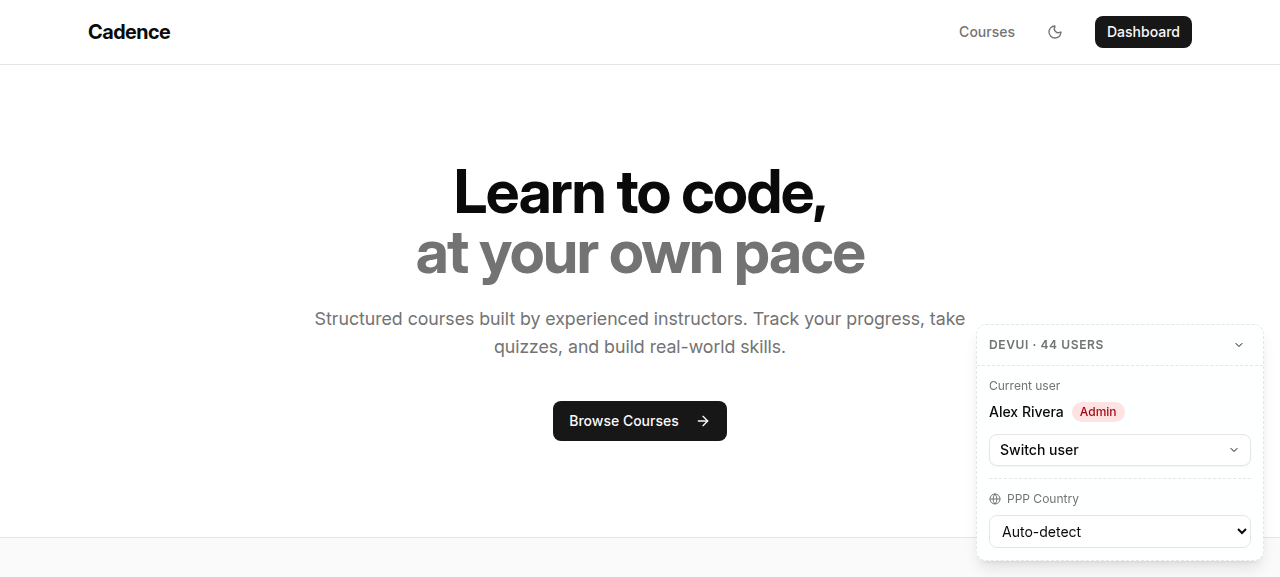 Cadence
Courses
Dashboard
Learn to code,
at your own pace
Structured courses built by experienced instructors. Track your progress, take
quizzes, and build real-world skills.
Browse Courses
DEVUI · 44 USERS
Current user
Alex Rivera Admin
Switch user
PPP Country
Auto-detect